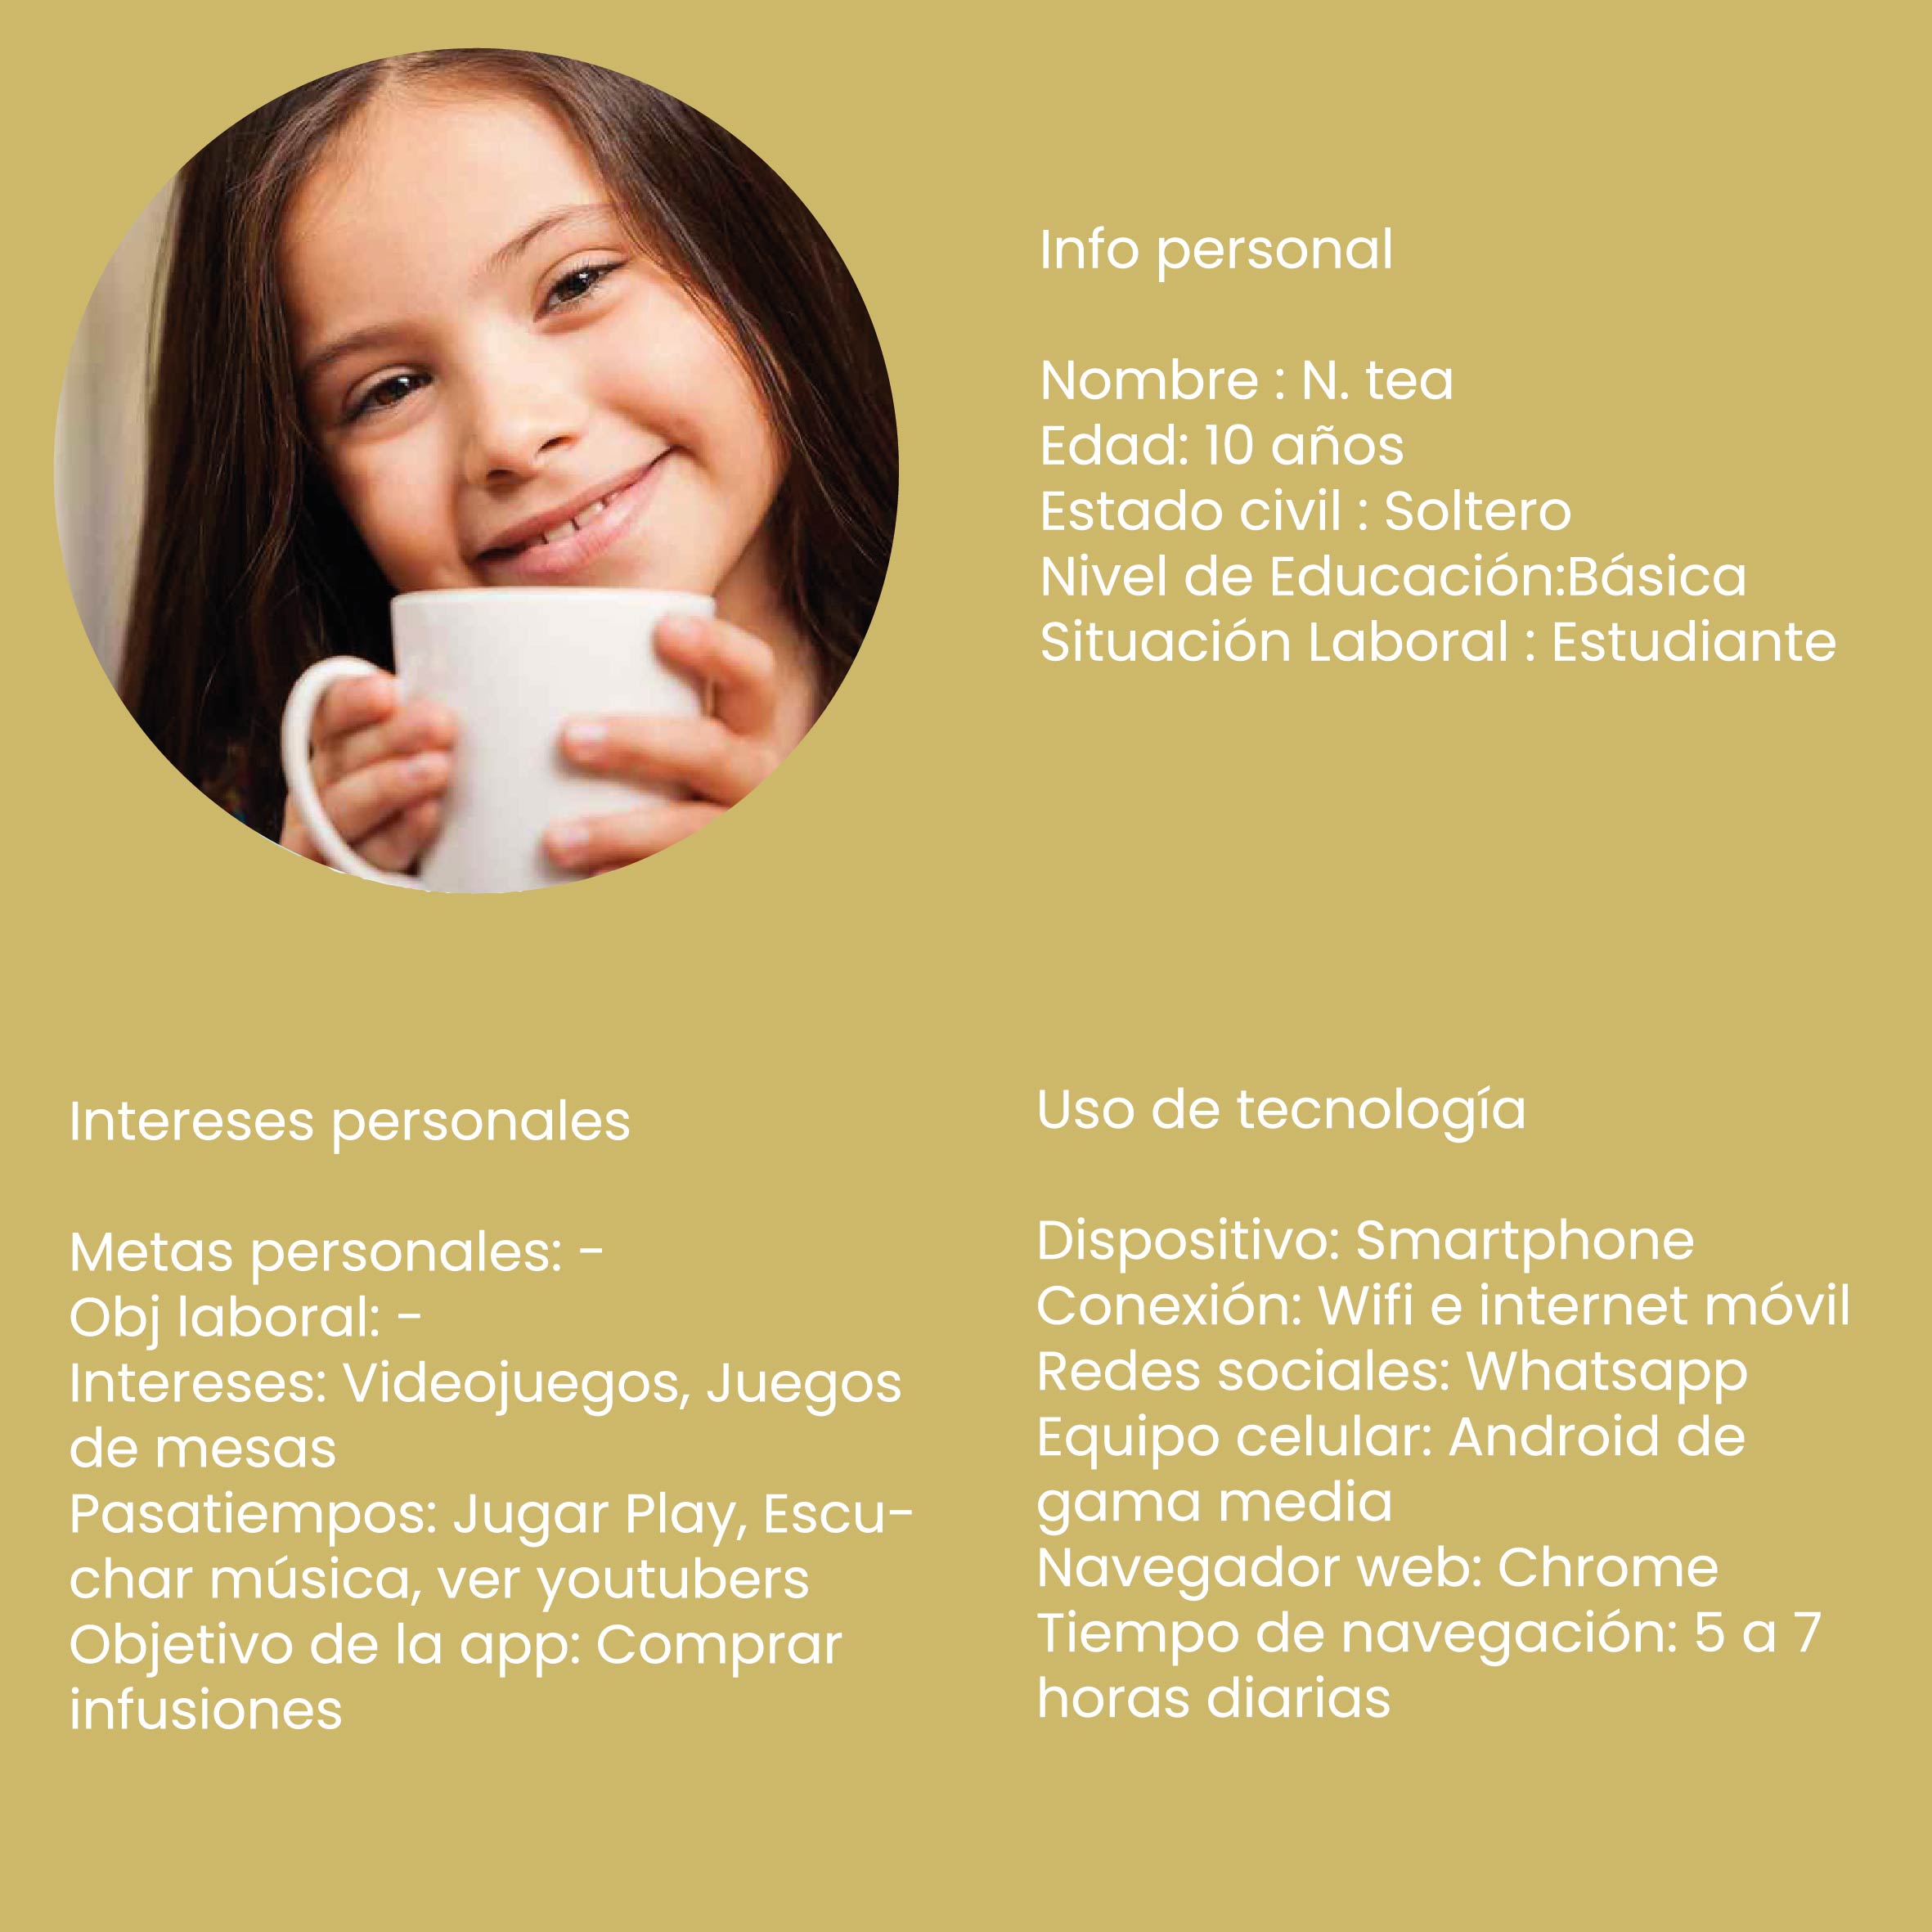 Info personal
Nombre : N. tea
Edad: 10 años
Estado civil : Soltero
Nivel de Educación:Básica
Situación Laboral : Estudiante
Intereses personales
Metas personales: -
Obj laboral: -
Intereses: Videojuegos, Juegos
de mesas
Pasatiempos: Jugar Play, Escu-
char música, ver youtubers
Objetivo de la app: Comprar
infusiones
Uso de tecnología
Dispositivo: Smartphone
Conexión: Wifi e internet móvil
Redes sociales: Whatsapp
Equipo celular: Android de
gama media
Navegador web: Chrome
Tiempo de navegación: 5 a 7
horas diarias